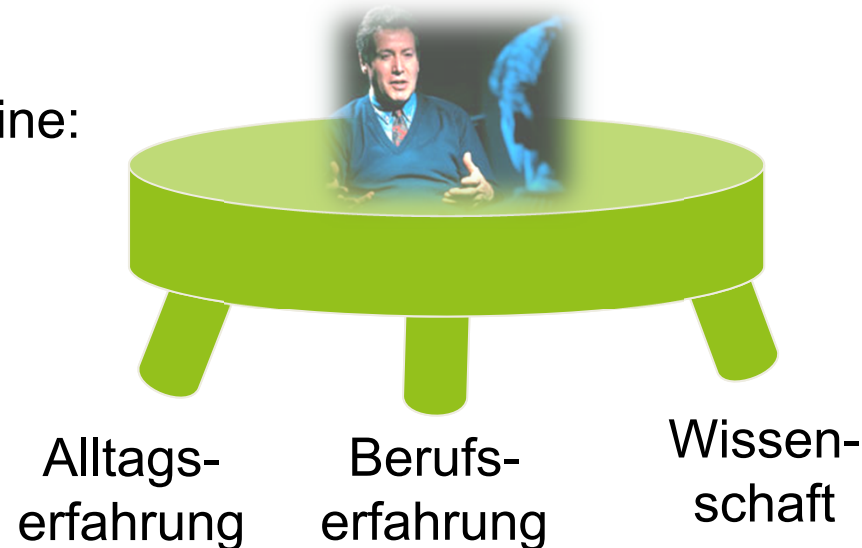 ine:
Alltags-
erfahrung
Berufs-
erfahrung
Wissen-
schaft